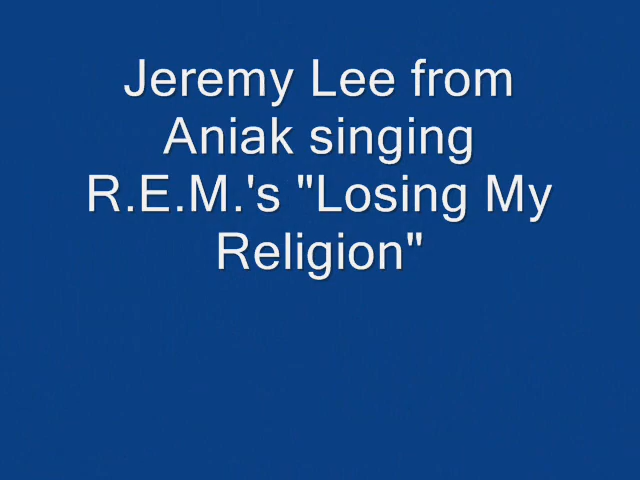 Jeremy Lee from
Aniak singing
R.E.M.'s "Losing My
Religion"